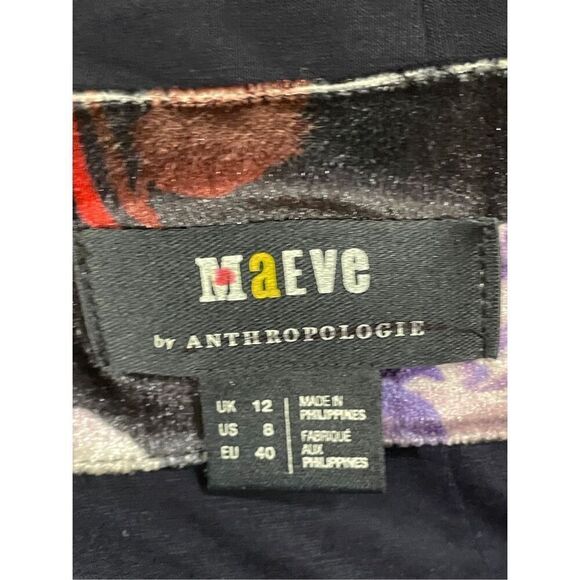 MaEve
by ANTHROPOLOGIE
UK 12
US 8
EU 40
MADE IN
PHILIPPINES
FABRIQUÉ
AUX
PHILIPPINES